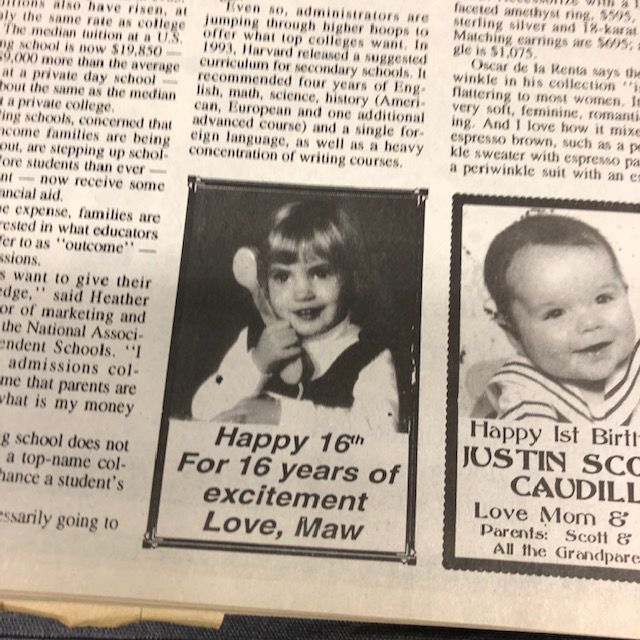 tutions also have risen at
the same rate as college
The median tuition at a U.S.
school is now $19,850 —
$9,000 more than the average
at a private day school —
about the same as the median
a private college.
ing schools, concerned that
income families are being
out, are stepping up schol-
ore students than ever —
— now receive some
ancial aid.
e expense, families are
ested in what educators
fer to as "outcome" —
ssions.
want to give their
edge," said Heather
or of marketing and
the National Associ-
endent Schools. "I
admissions col-
me that parents are
what is my money
g school does not
a top-name col-
hance a student's
essarily going to
Even so, administrators are
jumping through higher hoops to
offer what top colleges want. In
1993, Harvard released a suggested
curriculum for secondary schools. It
recommended four years of Eng-
lish, math, science, history (Ameri-
can, European and one additional
advanced course) and a single for-
eign language, as well as a heavy
concentration of writing courses.
Happy 16th
For 16 years of
excitement
Love, Maw
faceted amethyst ring, $595,
sterling silver and 18-karat
Matching earrings are $695;
gle is $1,075.
Oscar de la Renta says th
winkle in his collection "i
flattering to most women. I
very soft, feminine, romanti
ing. And I love how it mix
espresso brown, such as a pe
kle sweater with espresso pa
a periwinkle suit with an e
Happy 1st Birth
JUSTIN SCO
CAUDILL
Love Mom &
Parents: Scott &
All the Grandpare